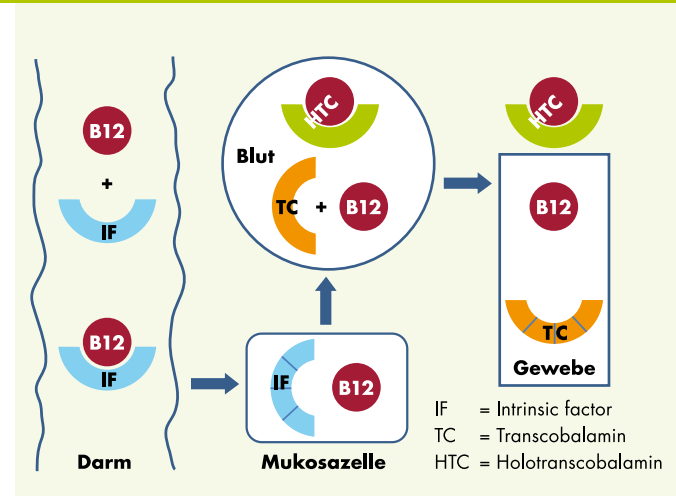 B12
+
IF
B12
IF
Darm
HTC
Blut
TC + B12
IF B12
Mukosazelle
HTC
B12
TC
Gewebe
IF = Intrinsic factor
TC = Transcobalamin
HTC = Holotranscobalamin